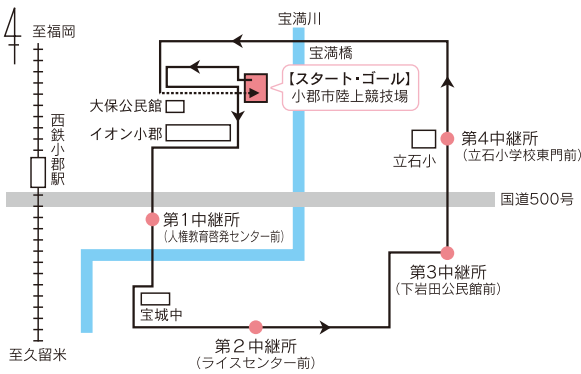 宝満川
至福岡
宝満橋
【スタート・ゴール】
小郡市陸上競技場
大保公民館
イオン小郡
西鉄小郡駅
第4中継所
(立石小学校東門前)
立石小
国道500号
第1中継所
(人権教育啓発センター前)
第3中継所
(下岩田公民館前)
宝城中
第2中継所
(ライスセンター前)
至久留米